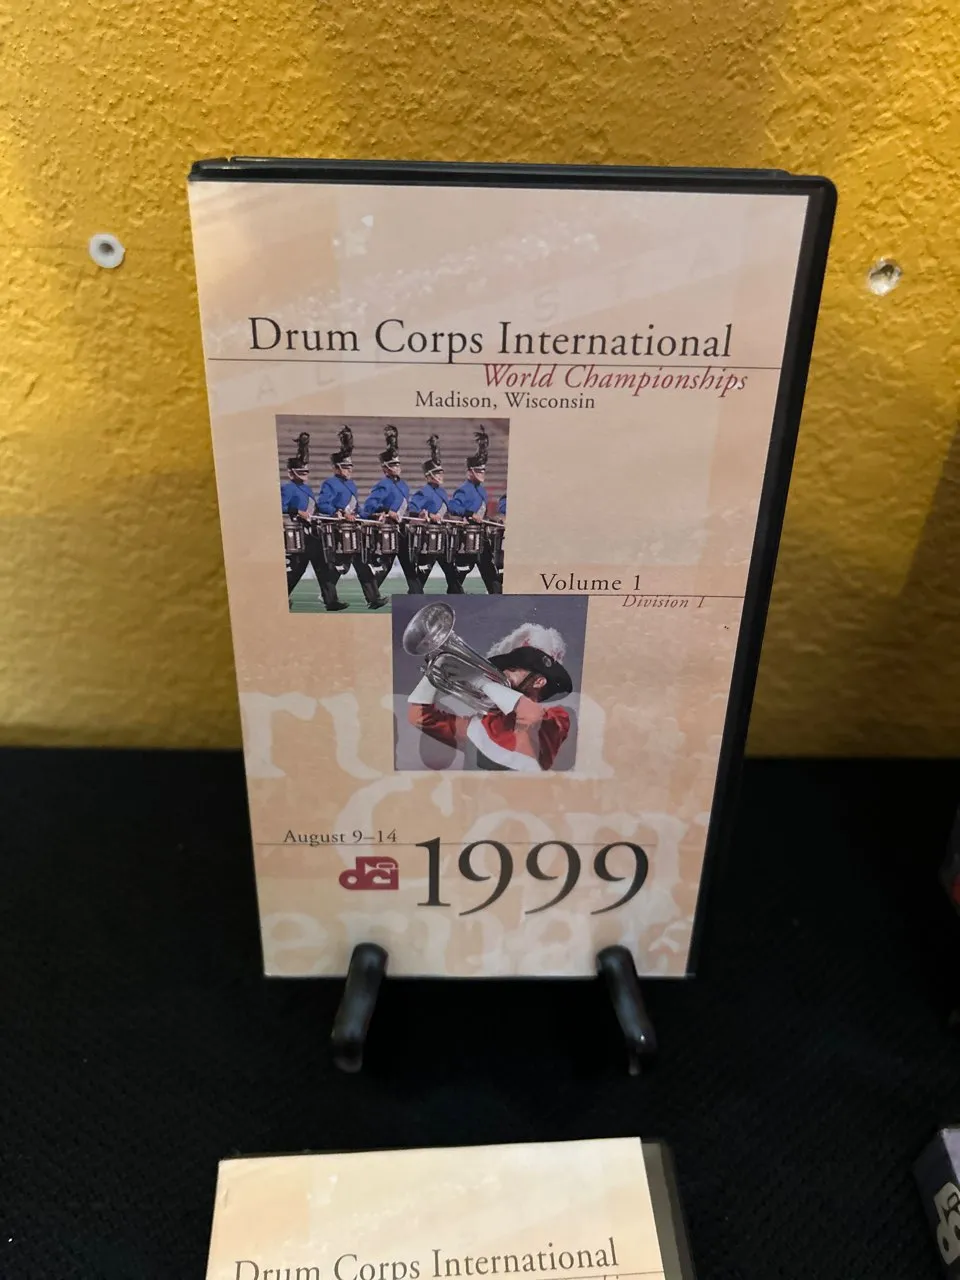 Drum Corps International
World Championships
Madison, Wisconsin
Volume 1
Division I
August 9–14
dci
1999
Drum Corps International